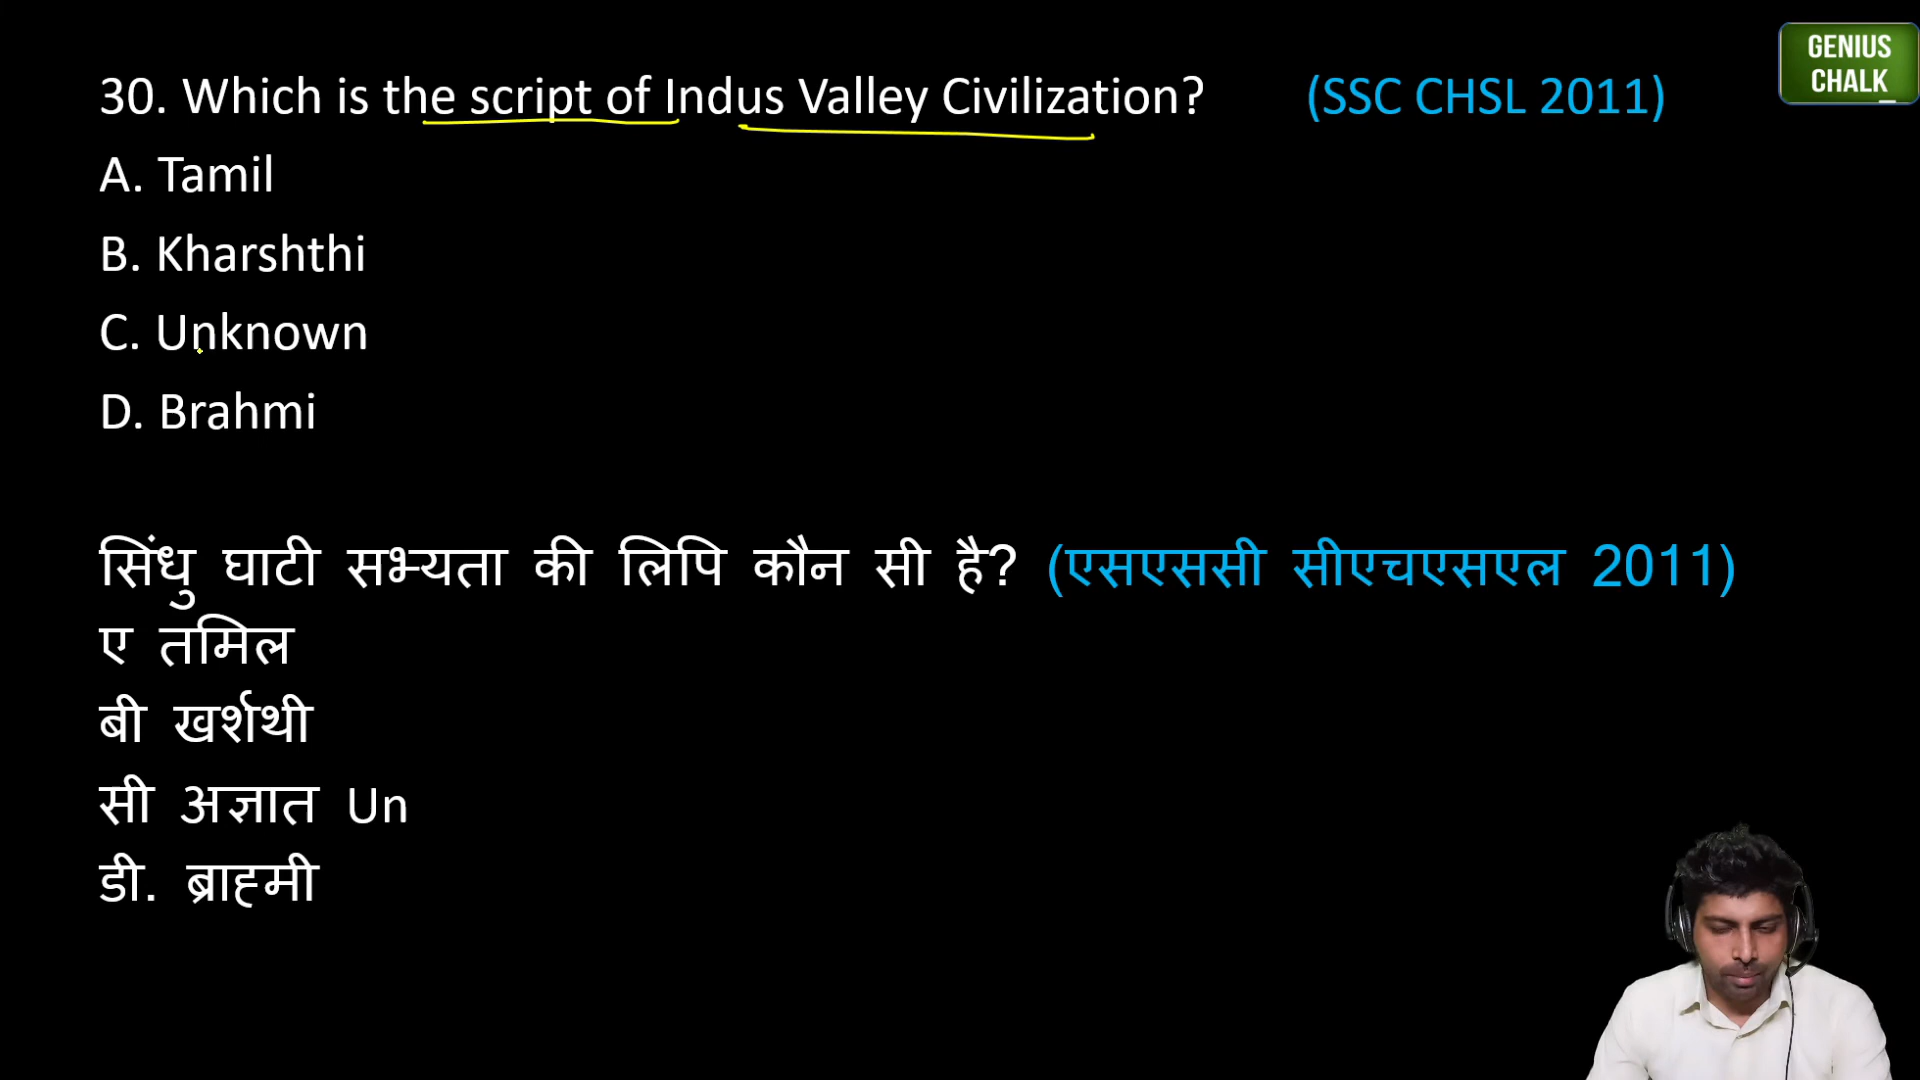 30. Which is the script of Indus Valley Civilization? (SSC CHSL 2011)
GENIUS
CHALK
A. Tamil
B. Kharshthi
C. Unknown
D. Brahmi
सिंधु घाटी सभ्यता की लिपि कौन सी है? (एसएससी सीएचएसएल 2011)
ए तमिल
बी खर्शथी
सी अज्ञात Un
डी. ब्राह्मी